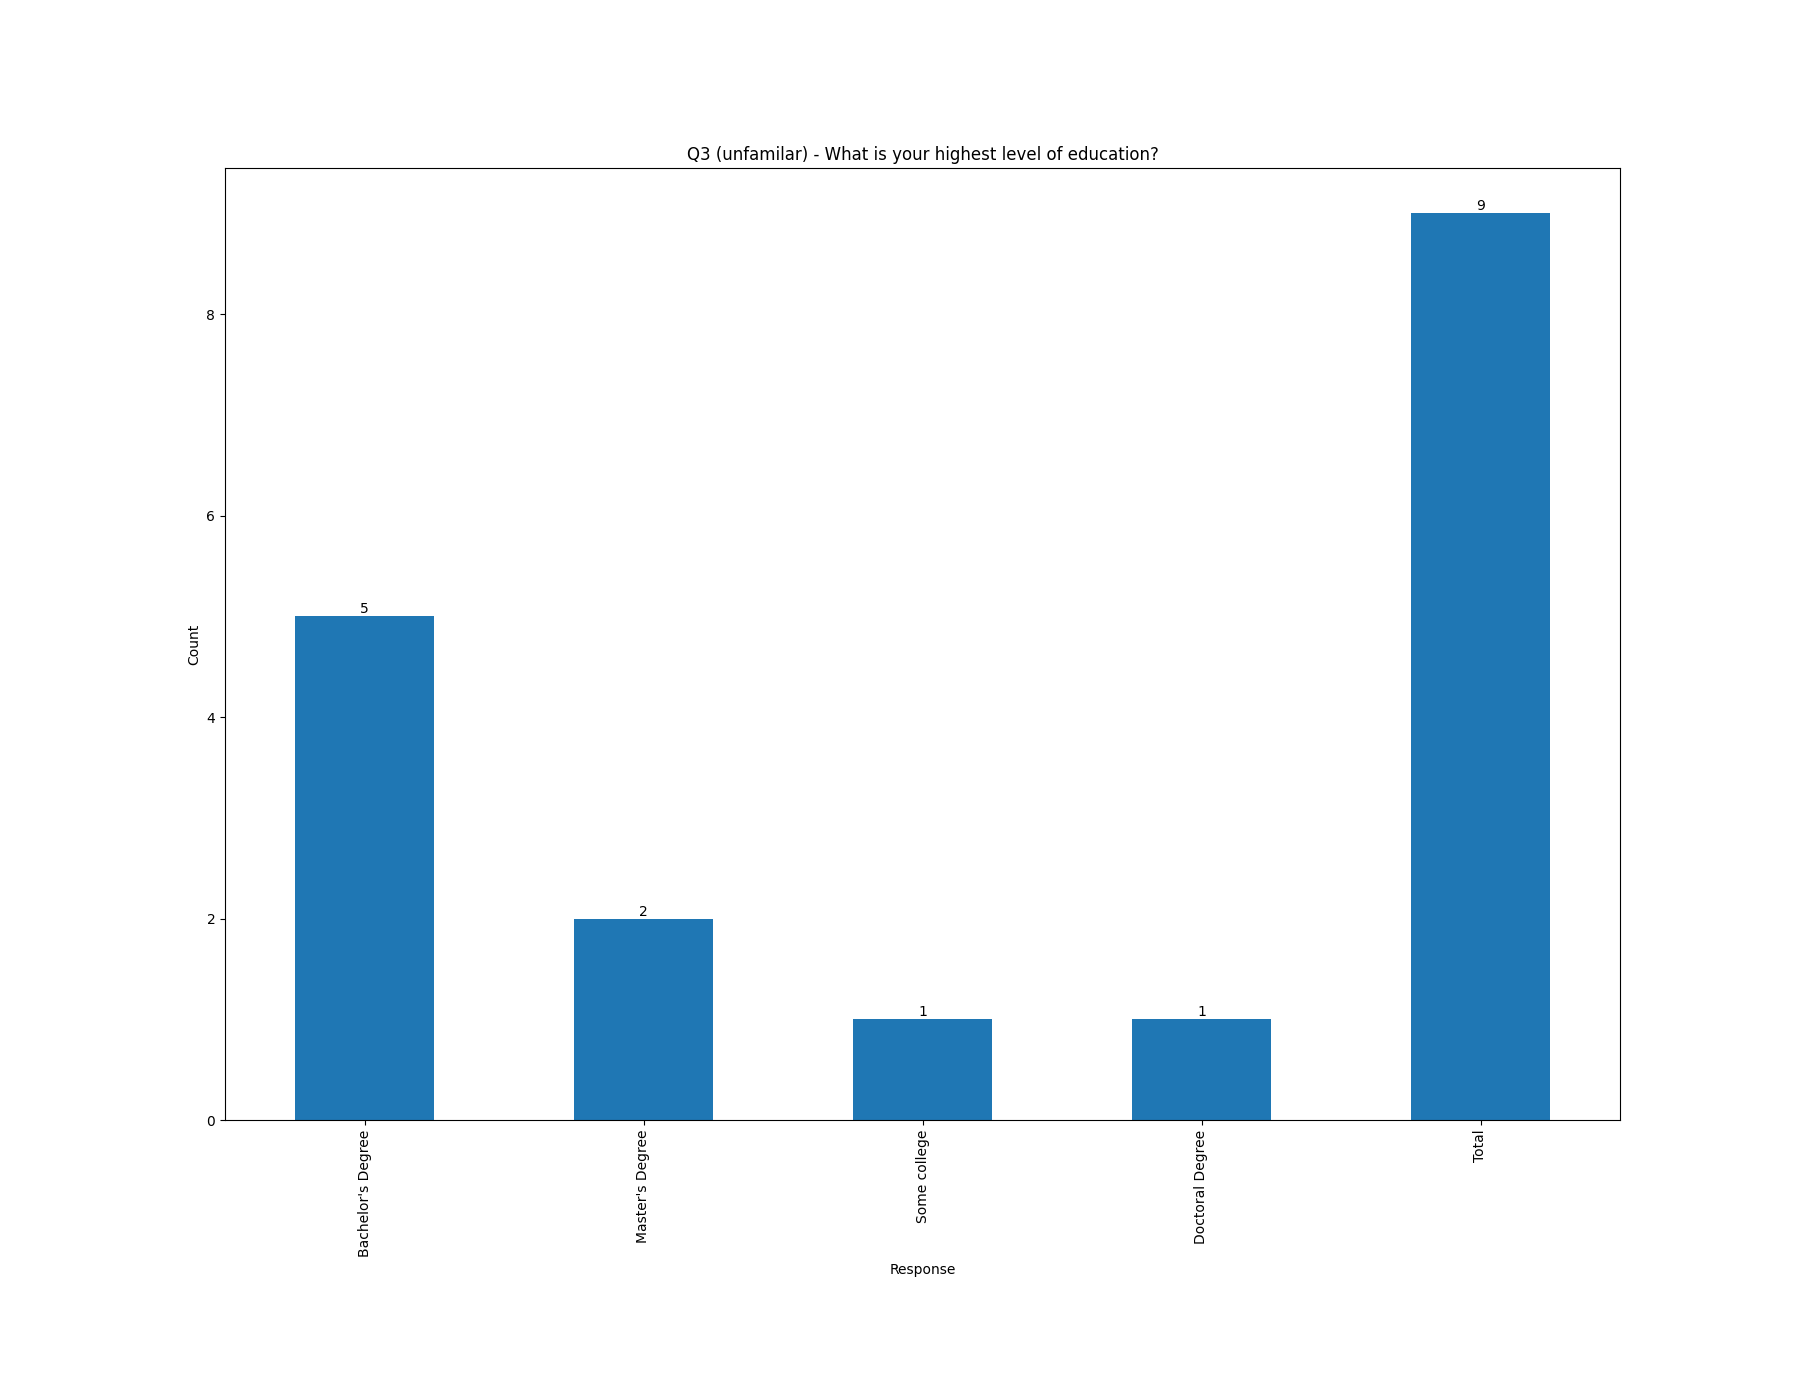 Q3 (unfamilar) - What is your highest level of education?
9
8
6
5
Count
4
2
2
1
1
0
Bachelor's Degree
Master's Degree
Some college
Doctoral Degree
Total
Response